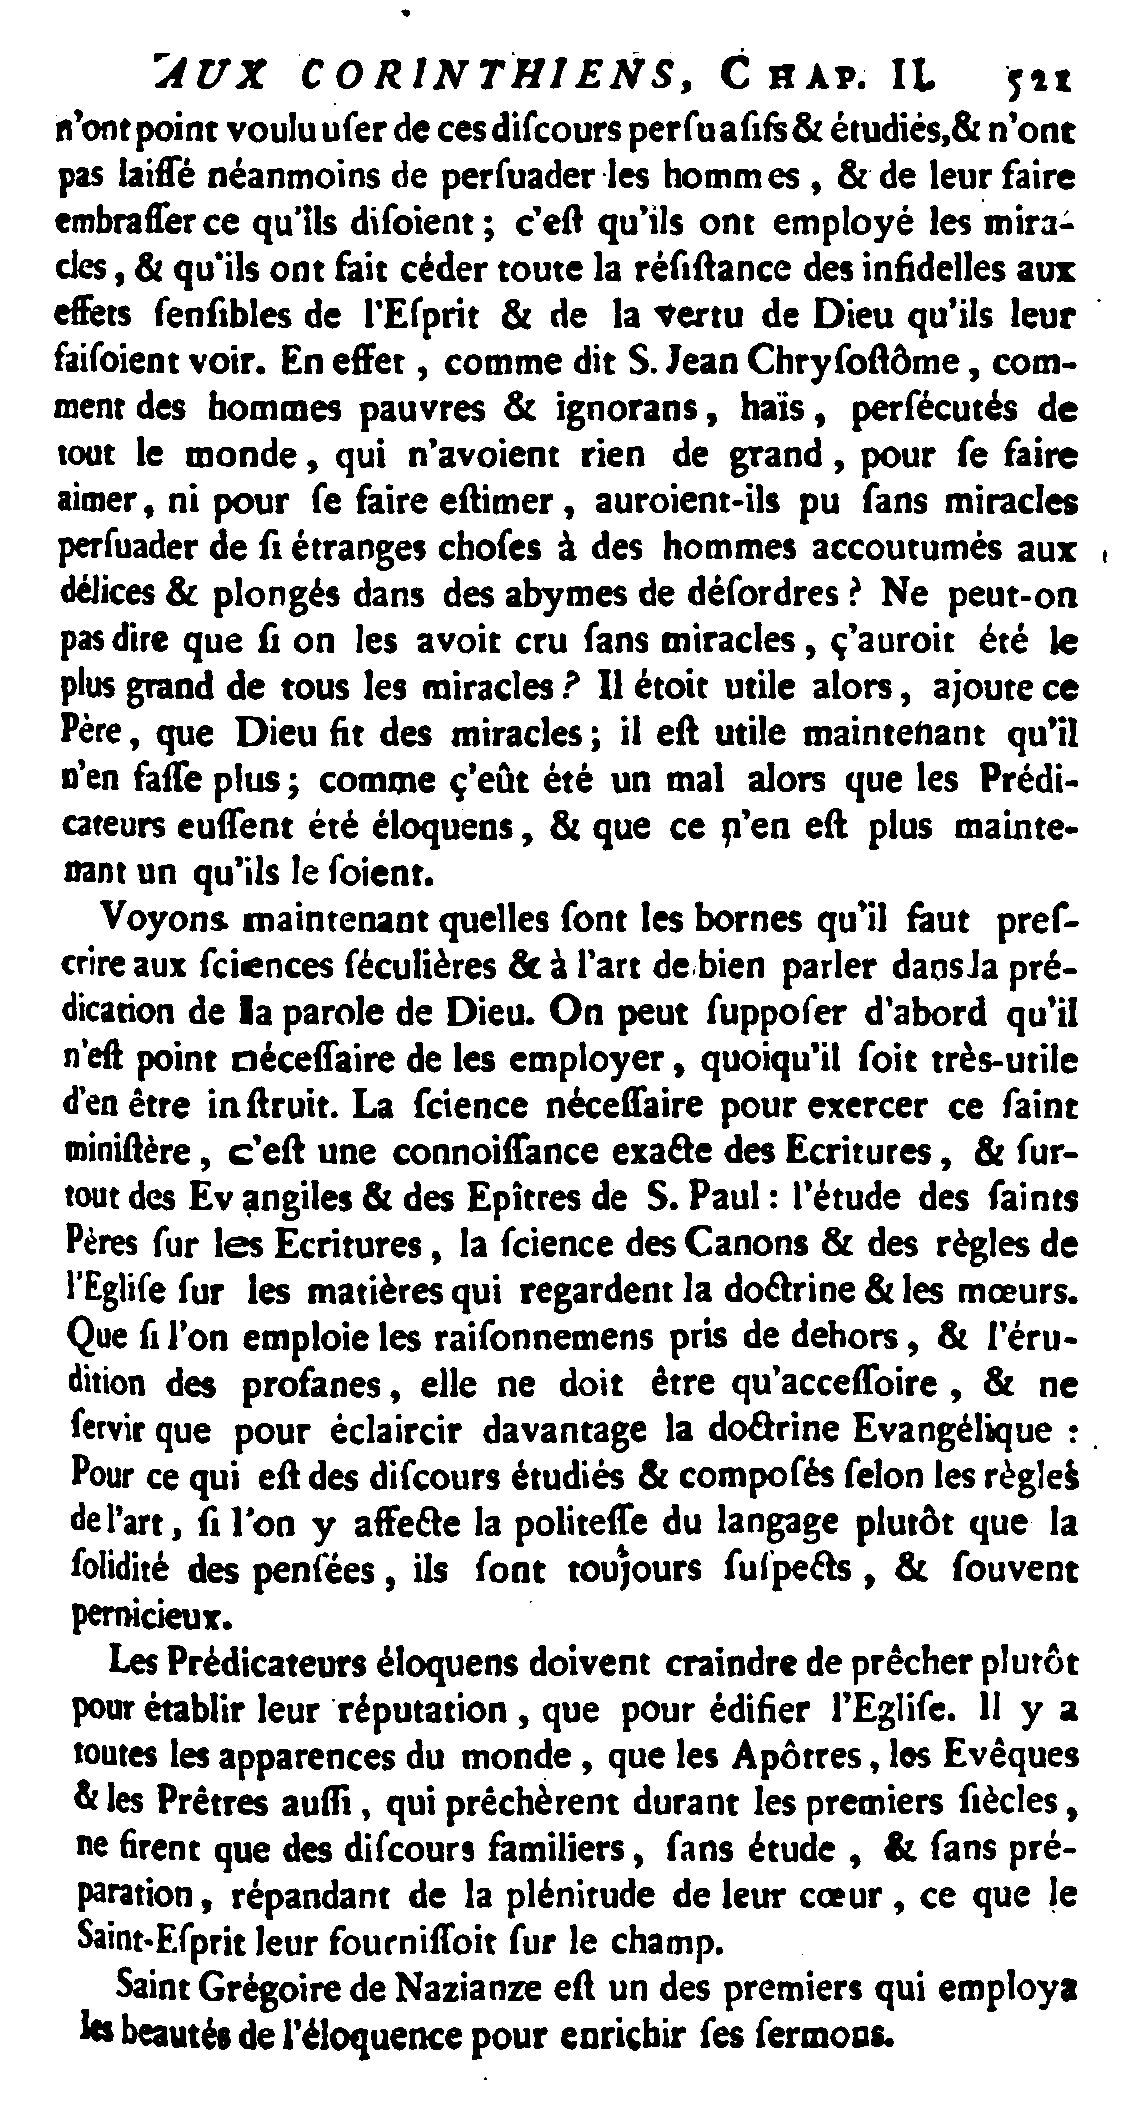 AUX CORINTHIENS, CHAP. II. 521
n'ont point voulu uſer de ces diſcours perſuaſifs & étudiés, & n'ont
pas laiſſé néanmoins de perſuader les hommes, & de leur faire
embraſſer ce qu'ils diſoient; c'eſt qu'ils ont employé les mira-
cles, & qu'ils ont fait céder toute la réſiſtance des infidelles aux
effets ſenſibles de l'Eſprit & de la vertu de Dieu qu'ils leur
faiſoient voir. En effet, comme dit S. Jean Chryſoſtôme, com-
ment des hommes pauvres & ignorans, haïs, perſécutés de
tout le monde, qui n'avoient rien de grand, pour ſe faire
aimer, ni pour ſe faire eſtimer, auroient-ils pu ſans miracles
perſuader de ſi étranges choſes à des hommes accoutumés aux
délices & plongés dans des abymes de déſordres? Ne peut-on
pas dire que ſi on les avoit cru ſans miracles, ç'auroit été le
plus grand de tous les miracles? Il étoit utile alors, ajoute ce
Père, que Dieu fit des miracles; il eſt utile maintenant qu'il
n'en faſſe plus; comme ç'eût été un mal alors que les Prédi-
cateurs euſſent été éloquens, & que ce n'en eſt plus mainte-
nant un qu'ils le ſoient.
Voyons maintenant quelles ſont les bornes qu'il faut preſ-
crire aux ſciences ſéculières & à l'art de bien parler dans la pré-
dication de la parole de Dieu. On peut ſuppoſer d'abord qu'il
n'eſt point néceſſaire de les employer, quoiqu'il ſoit très-utile
d'en être inſtruit. La ſcience néceſſaire pour exercer ce ſaint
miniſtère, c'eſt une connoiſſance exacte des Ecritures, & ſur-
tout des Evangiles & des Epîtres de S. Paul: l'étude des ſaints
Pères ſur les Ecritures, la ſcience des Canons & des règles de
l'Egliſe ſur les matières qui regardent la doctrine & les mœurs.
Que ſi l'on emploie les raiſonnemens pris de dehors, & l'éru-
dition des profanes, elle ne doit être qu'acceſſoire, & ne
ſervir que pour éclaircir davantage la doctrine Evangélique:
Pour ce qui eſt des diſcours étudiés & compoſés ſelon les règles
de l'art, ſi l'on y affecte la politeſſe du langage plutôt que la
ſolidité des penſées, ils ſont toujours ſuſpects, & ſouvent
pernicieux.
Les Prédicateurs éloquens doivent craindre de prêcher plutôt
pour établir leur réputation, que pour édifier l'Egliſe. Il y a
toutes les apparences du monde, que les Apôtres, les Evêques
& les Prêtres auſſi, qui prêchèrent durant les premiers ſiècles,
ne firent que des diſcours familiers, ſans étude, & ſans pré-
paration, répandant de la plénitude de leur cœur, ce que le
Saint-Eſprit leur fourniſſoit ſur le champ.
Saint Grégoire de Nazianze eſt un des premiers qui employa
les beautés de l'éloquence pour enrichir ſes ſermons.